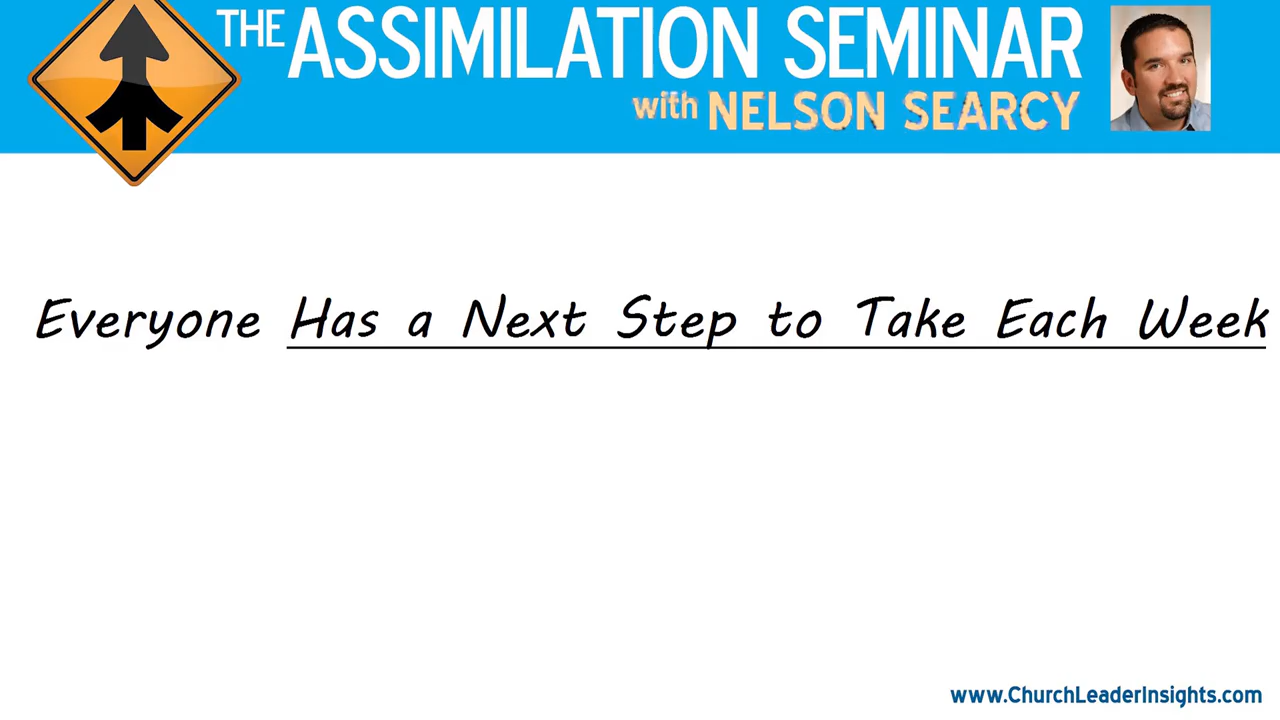 THE ASSIMILATION SEMINAR
with NELSON SEARCY
Everyone Has a Next Step to Take Each Week
www.ChurchLeaderInsights.com